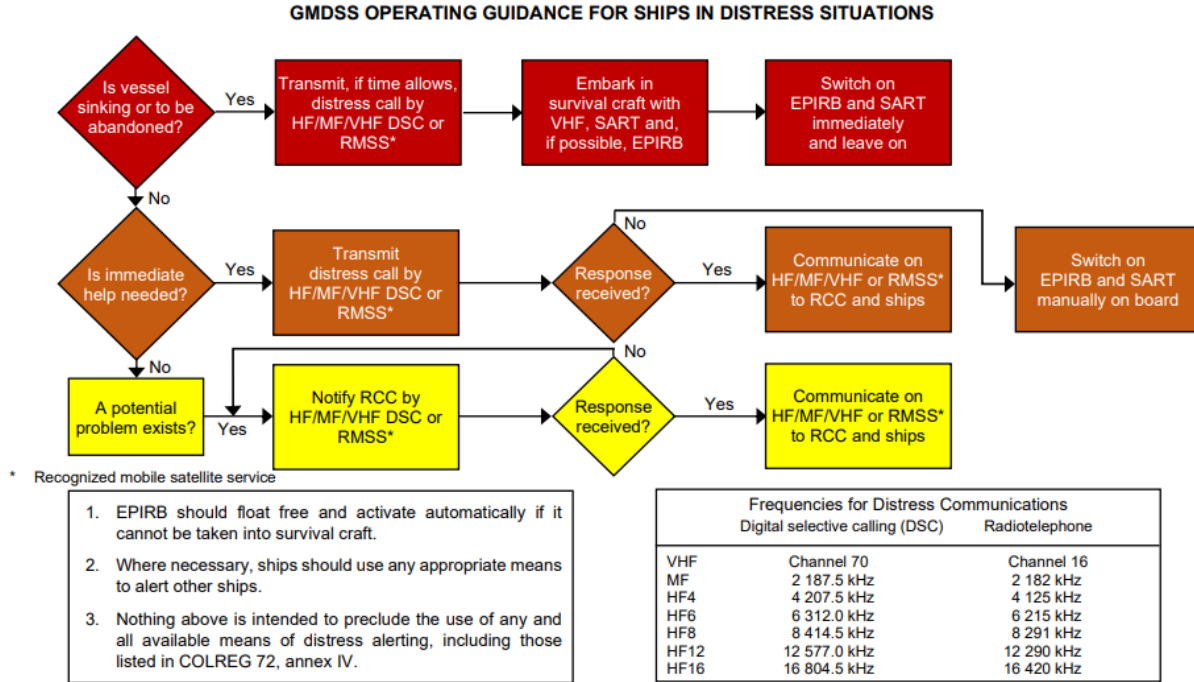 GMDSS OPERATING GUIDANCE FOR SHIPS IN DISTRESS SITUATIONS
Is vessel
sinking or to be
abandoned?
Yes
Transmit, if time allows,
distress call by
HF/MF/VHF DSC or
RMSS*
Embark in
survival craft with
VHF, SART and,
if possible, EPIRB
Switch on
EPIRB and SART
immediately
and leave on
No
Is immediate
help needed?
Yes
Transmit
distress call by
HF/MF/VHF DSC or
RMSS*
Response
received?
No
Yes
Communicate on
HF/MF/VHF or RMSS*
to RCC and ships
Switch on
EPIRB and SART
manually on board
No
A potential
problem exists?
Yes
Notify RCC by
HF/MF/VHF DSC or
RMSS*
Response
received?
No
Yes
Communicate on
HF/MF/VHF or RMSS*
to RCC and ships
* Recognized mobile satellite service
1. EPIRB should float free and activate automatically if it
cannot be taken into survival craft.
2. Where necessary, ships should use any appropriate means
to alert other ships.
3. Nothing above is intended to preclude the use of any and
all available means of distress alerting, including those
listed in COLREG 72, annex IV.
Frequencies for Distress Communications
Digital selective calling (DSC) Radiotelephone
VHF Channel 70 Channel 16
MF 2 187.5 kHz 2 182 kHz
HF4 4 207.5 kHz 4 125 kHz
HF6 6 312.0 kHz 6 215 kHz
HF8 8 414.5 kHz 8 291 kHz
HF12 12 577.0 kHz 12 290 kHz
HF16 16 804.5 kHz 16 420 kHz